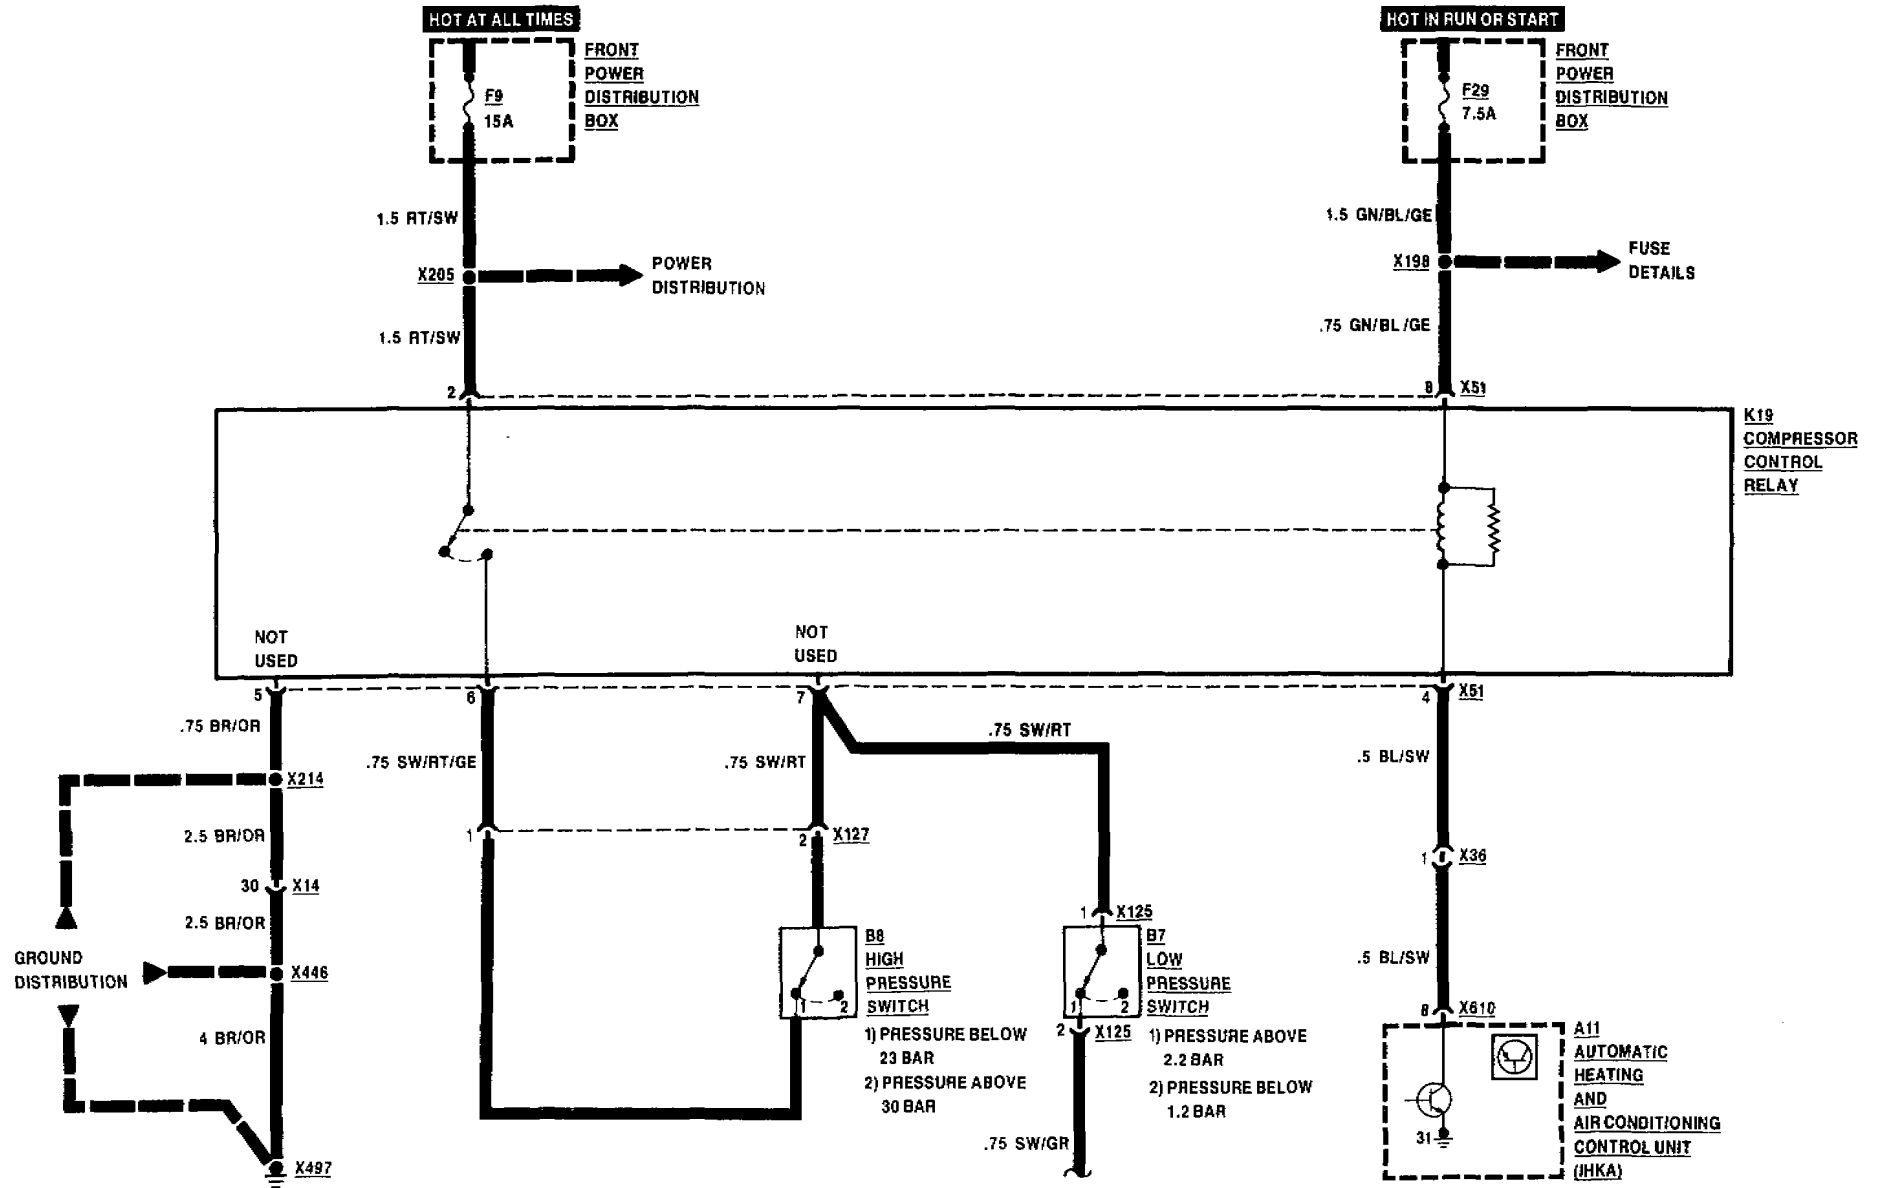 HOT AT ALL TIMES
HOT IN RUN OR START
FRONT
POWER
DISTRIBUTION
BOX
F9
15A
FRONT
POWER
DISTRIBUTION
BOX
F29
7.5A
1.5 RT/SW
1.5 GN/BL/GE
X205
POWER
DISTRIBUTION
X198
FUSE
DETAILS
1.5 RT/SW
.75 GN/BL/GE
2
8
X51
K19
COMPRESSOR
CONTROL
RELAY
NOT
USED
NOT
USED
5
6
7
4
X51
.75 BR/OR
.75 SW/RT/GE
.75 SW/RT
.75 SW/RT
.5 BL/SW
X214
2.5 BR/OR
1
2
X127
1
X36
30
X14
2.5 BR/OR
1
X125
GROUND
DISTRIBUTION
X446
B8
HIGH
PRESSURE
SWITCH
1
2
1) PRESSURE BELOW
23 BAR
2) PRESSURE ABOVE
30 BAR
B7
LOW
PRESSURE
SWITCH
1
2
2
X125
1) PRESSURE ABOVE
2.2 BAR
2) PRESSURE BELOW
1.2 BAR
.5 BL/SW
8
X610
4 BR/OR
A11
AUTOMATIC
HEATING
AND
AIR CONDITIONING
CONTROL UNIT
(IHKA)
31
.75 SW/GR
X497